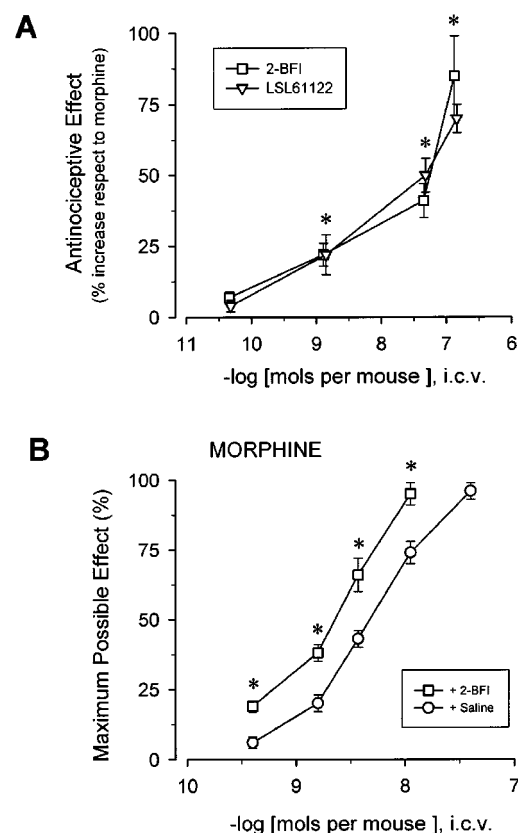 A
Antinociceptive Effect
(% increase respect to morphine)
100
75
50
25
0
2-BFI
LSL61122
*
*
*
11
10
9
8
7
6
-log [mols per mouse ], i.c.v.
B
MORPHINE
Maximum Possible Effect (%)
100
75
50
25
0
*
*
*
*
+ 2-BFI
+ Saline
10
9
8
7
-log [mols per mouse ], i.c.v.